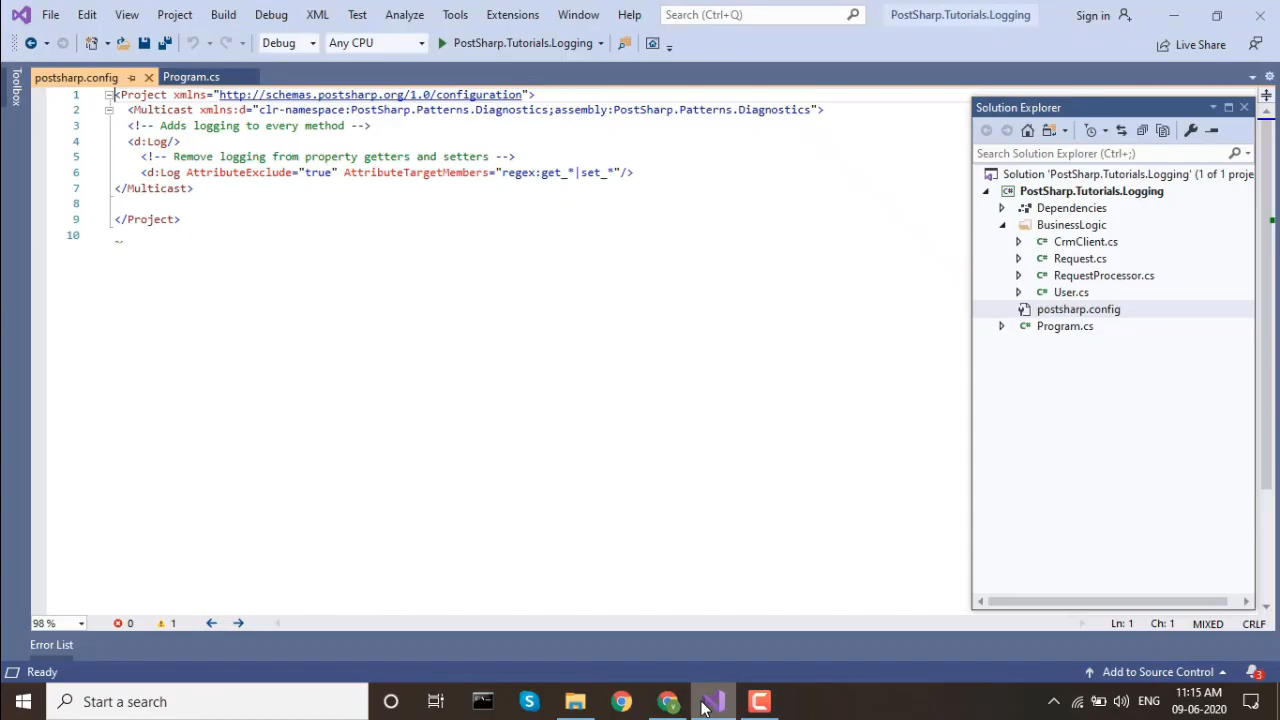 File Edit View Project Build Debug XML Test Analyze Tools Extensions Window Help Search (Ctrl+Q) PostSharp.Tutorials.Logging Sign in
Debug Any CPU PostSharp.Tutorials.Logging Live Share
Toolbox
postsharp.config Program.cs
1 <Project xmlns="http://schemas.postsharp.org/1.0/configuration">
2 <Multicast xmlns:d="clr-namespace:PostSharp.Patterns.Diagnostics;assembly:PostSharp.Patterns.Diagnostics">
3 <!-- Adds logging to every method -->
4 <d:Log/>
5 <!-- Remove logging from property getters and setters -->
6 <d:Log AttributeExclude="true" AttributeTargetMembers="regex:get_*|set_*"/>
7 </Multicast>
8
9 </Project>
10
Solution Explorer
Search Solution Explorer (Ctrl+;)
Solution 'PostSharp.Tutorials.Logging' (1 of 1 proje
C# PostSharp.Tutorials.Logging
Dependencies
BusinessLogic
C# CrmClient.cs
C# Request.cs
C# RequestProcessor.cs
C# User.cs
postsharp.config
C# Program.cs
98 % 0 1 Ln: 1 Ch: 1 MIXED CRLF
Error List
Ready Add to Source Control 3
Start a search ENG 11:15 AM
09-06-2020